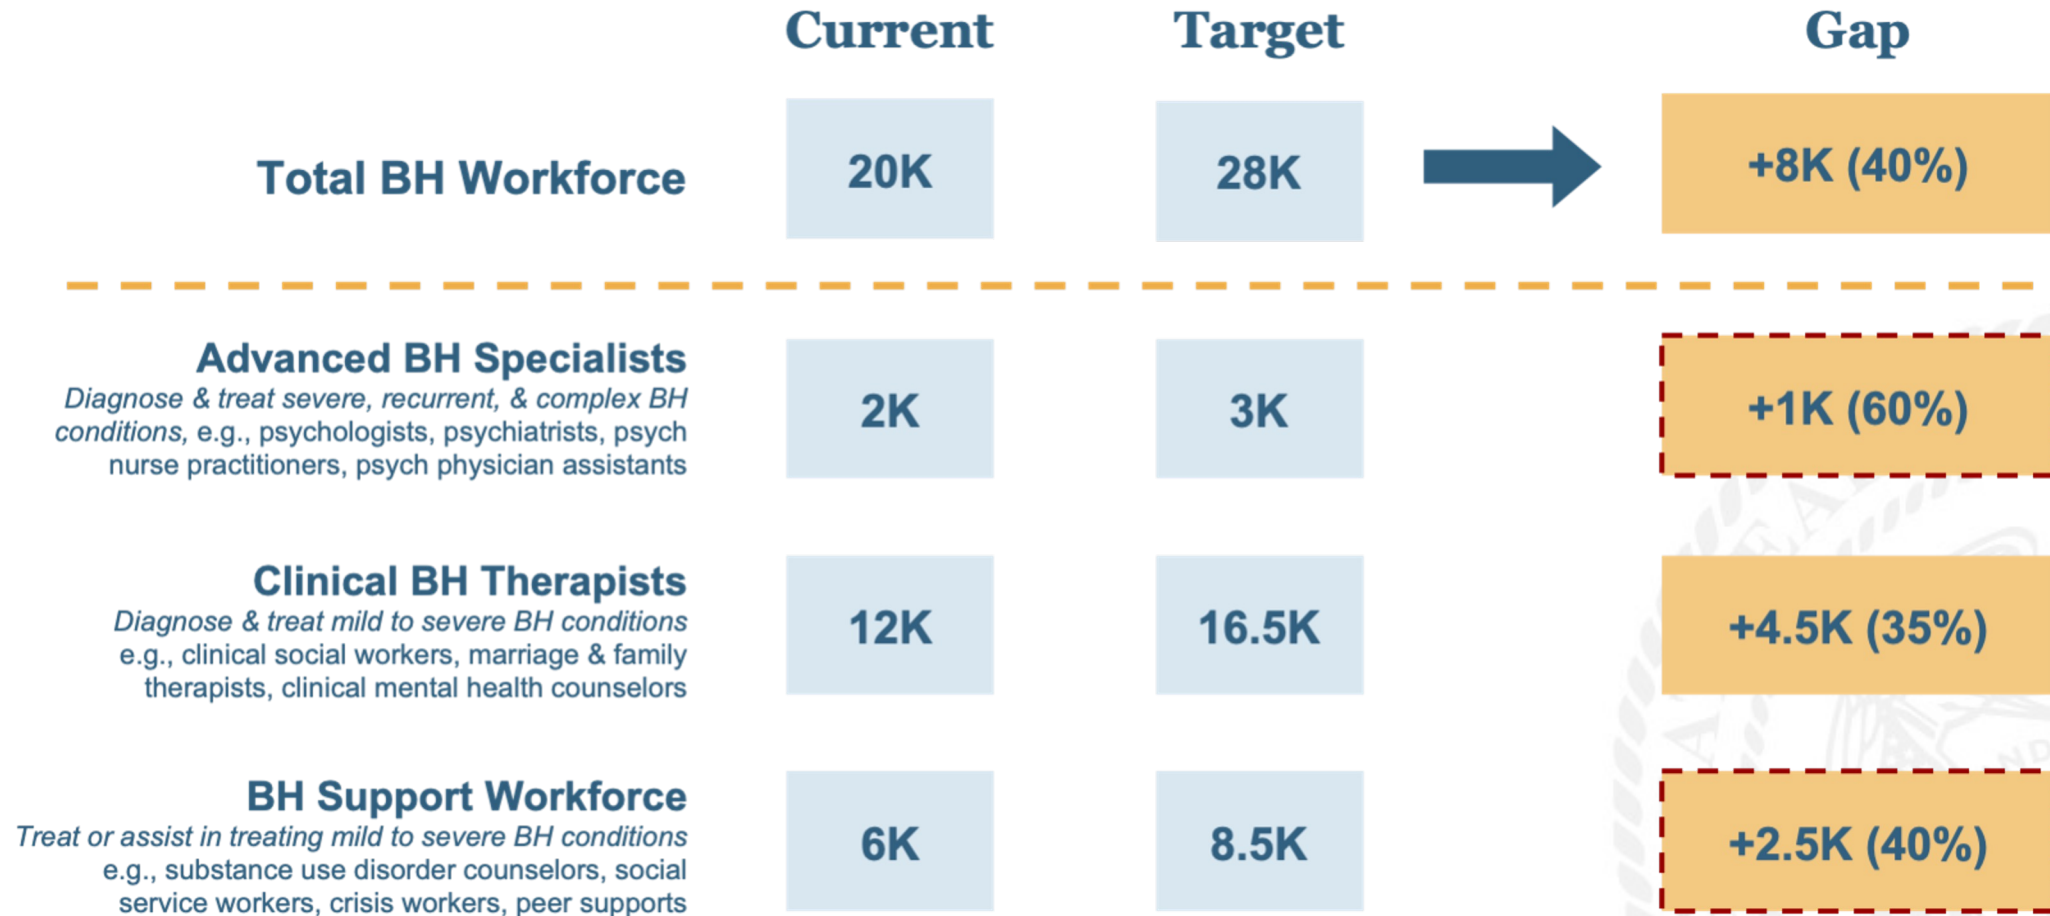 Current Target Gap
Total BH Workforce 20K 28K +8K (40%)
Advanced BH Specialists
Diagnose & treat severe, recurrent, & complex BH
conditions, e.g., psychologists, psychiatrists, psych
nurse practitioners, psych physician assistants
2K 3K +1K (60%)
Clinical BH Therapists
Diagnose & treat mild to severe BH conditions
e.g., clinical social workers, marriage & family
therapists, clinical mental health counselors
12K 16.5K +4.5K (35%)
BH Support Workforce
Treat or assist in treating mild to severe BH conditions
e.g., substance use disorder counselors, social
service workers, crisis workers, peer supports
6K 8.5K +2.5K (40%)